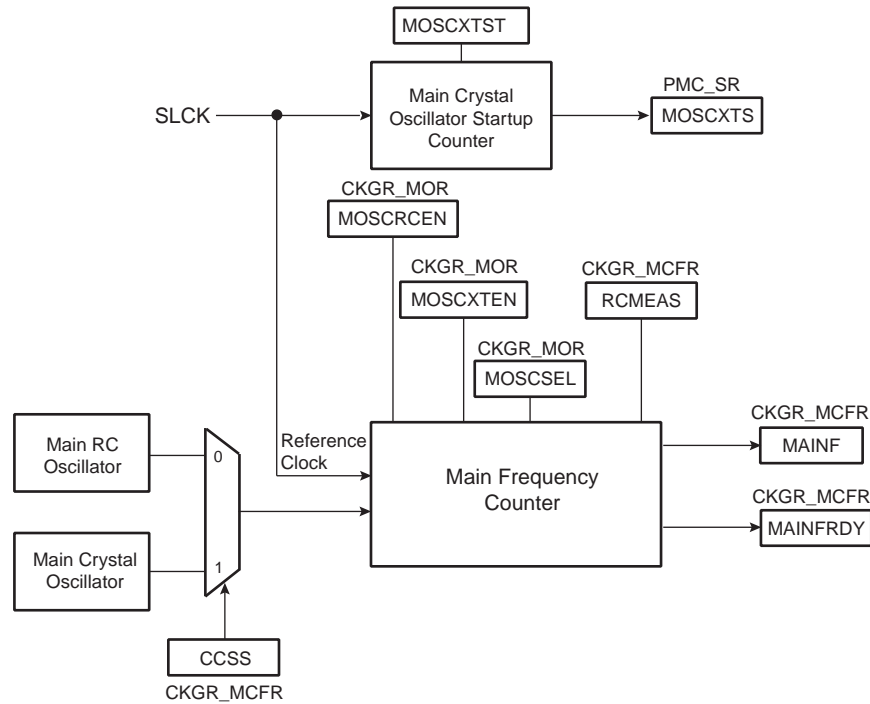 MOSCXTST
SLCK
Main Crystal
Oscillator Startup
Counter
PMC_SR
MOSCXTS
CKGR_MOR
MOSCRCEN
CKGR_MOR
MOSCXTEN
CKGR_MCFR
RCMEAS
CKGR_MOR
MOSCSEL
Main RC
Oscillator
0
Reference
Clock
Main Frequency
Counter
CKGR_MCFR
MAINF
CKGR_MCFR
MAINFRDY
Main Crystal
Oscillator
1
CCSS
CKGR_MCFR